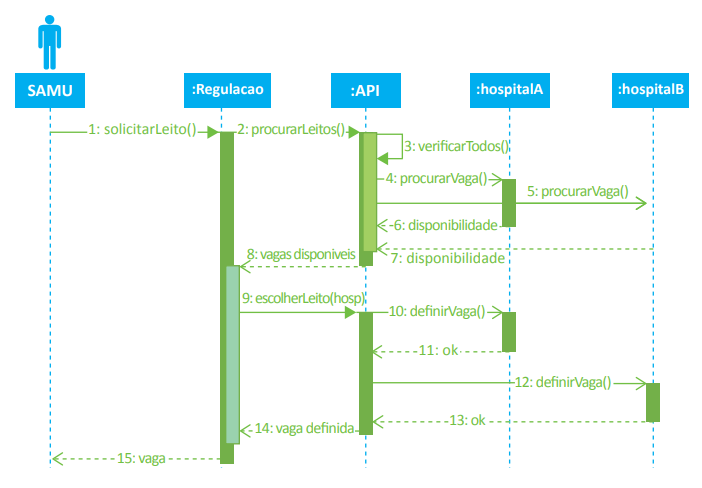 SAMU
:Regulacao
:API
:hospitalA
:hospitalB
1: solicitarLeito()
2: procurarLeitos()
3: verificarTodos()
4: procurarVaga()
5: procurarVaga()
-6: disponibilidade
7: disponibilidade
8: vagas disponiveis
9: escolherLeito(hosp)
10: definirVaga()
11: ok
12: definirVaga()
13: ok
14: vaga definida
15: vaga